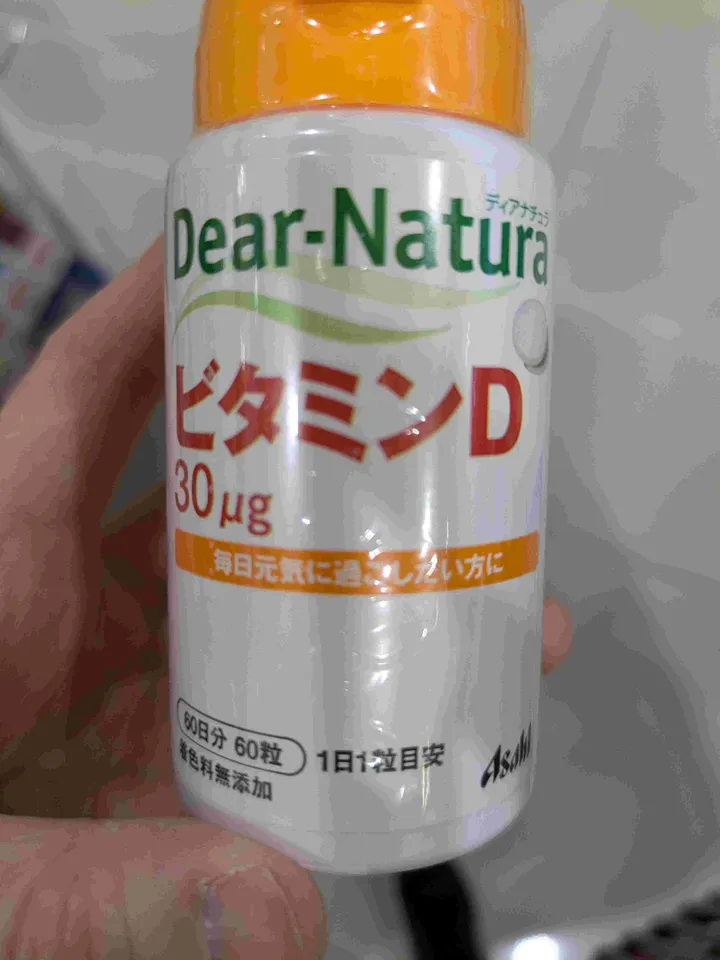 ディアナチュラ
Dear-Natura
ビタミンD
30μg
毎日元気に過ごしたい方に
60日分 60粒
1日1粒目安
着色料無添加
Asahi